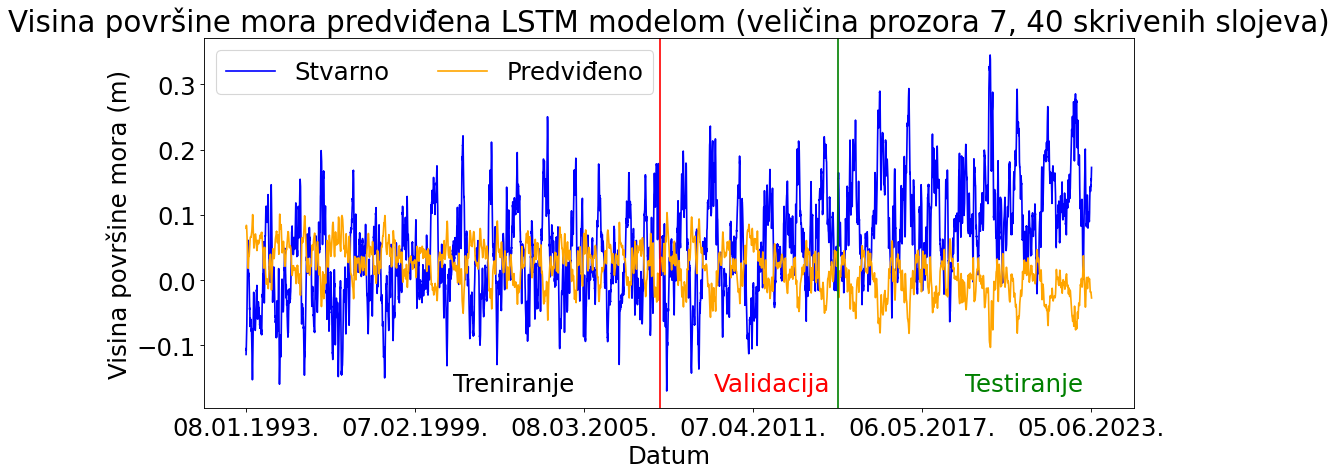 Visina površine mora predviđena LSTM modelom (veličina prozora 7, 40 skrivenih slojeva)
Stvarno
Predviđeno
Visina površine mora (m)
0.3
0.2
0.1
0.0
−0.1
Treniranje
Validacija
Testiranje
08.01.1993.
07.02.1999.
08.03.2005.
07.04.2011.
06.05.2017.
05.06.2023.
Datum